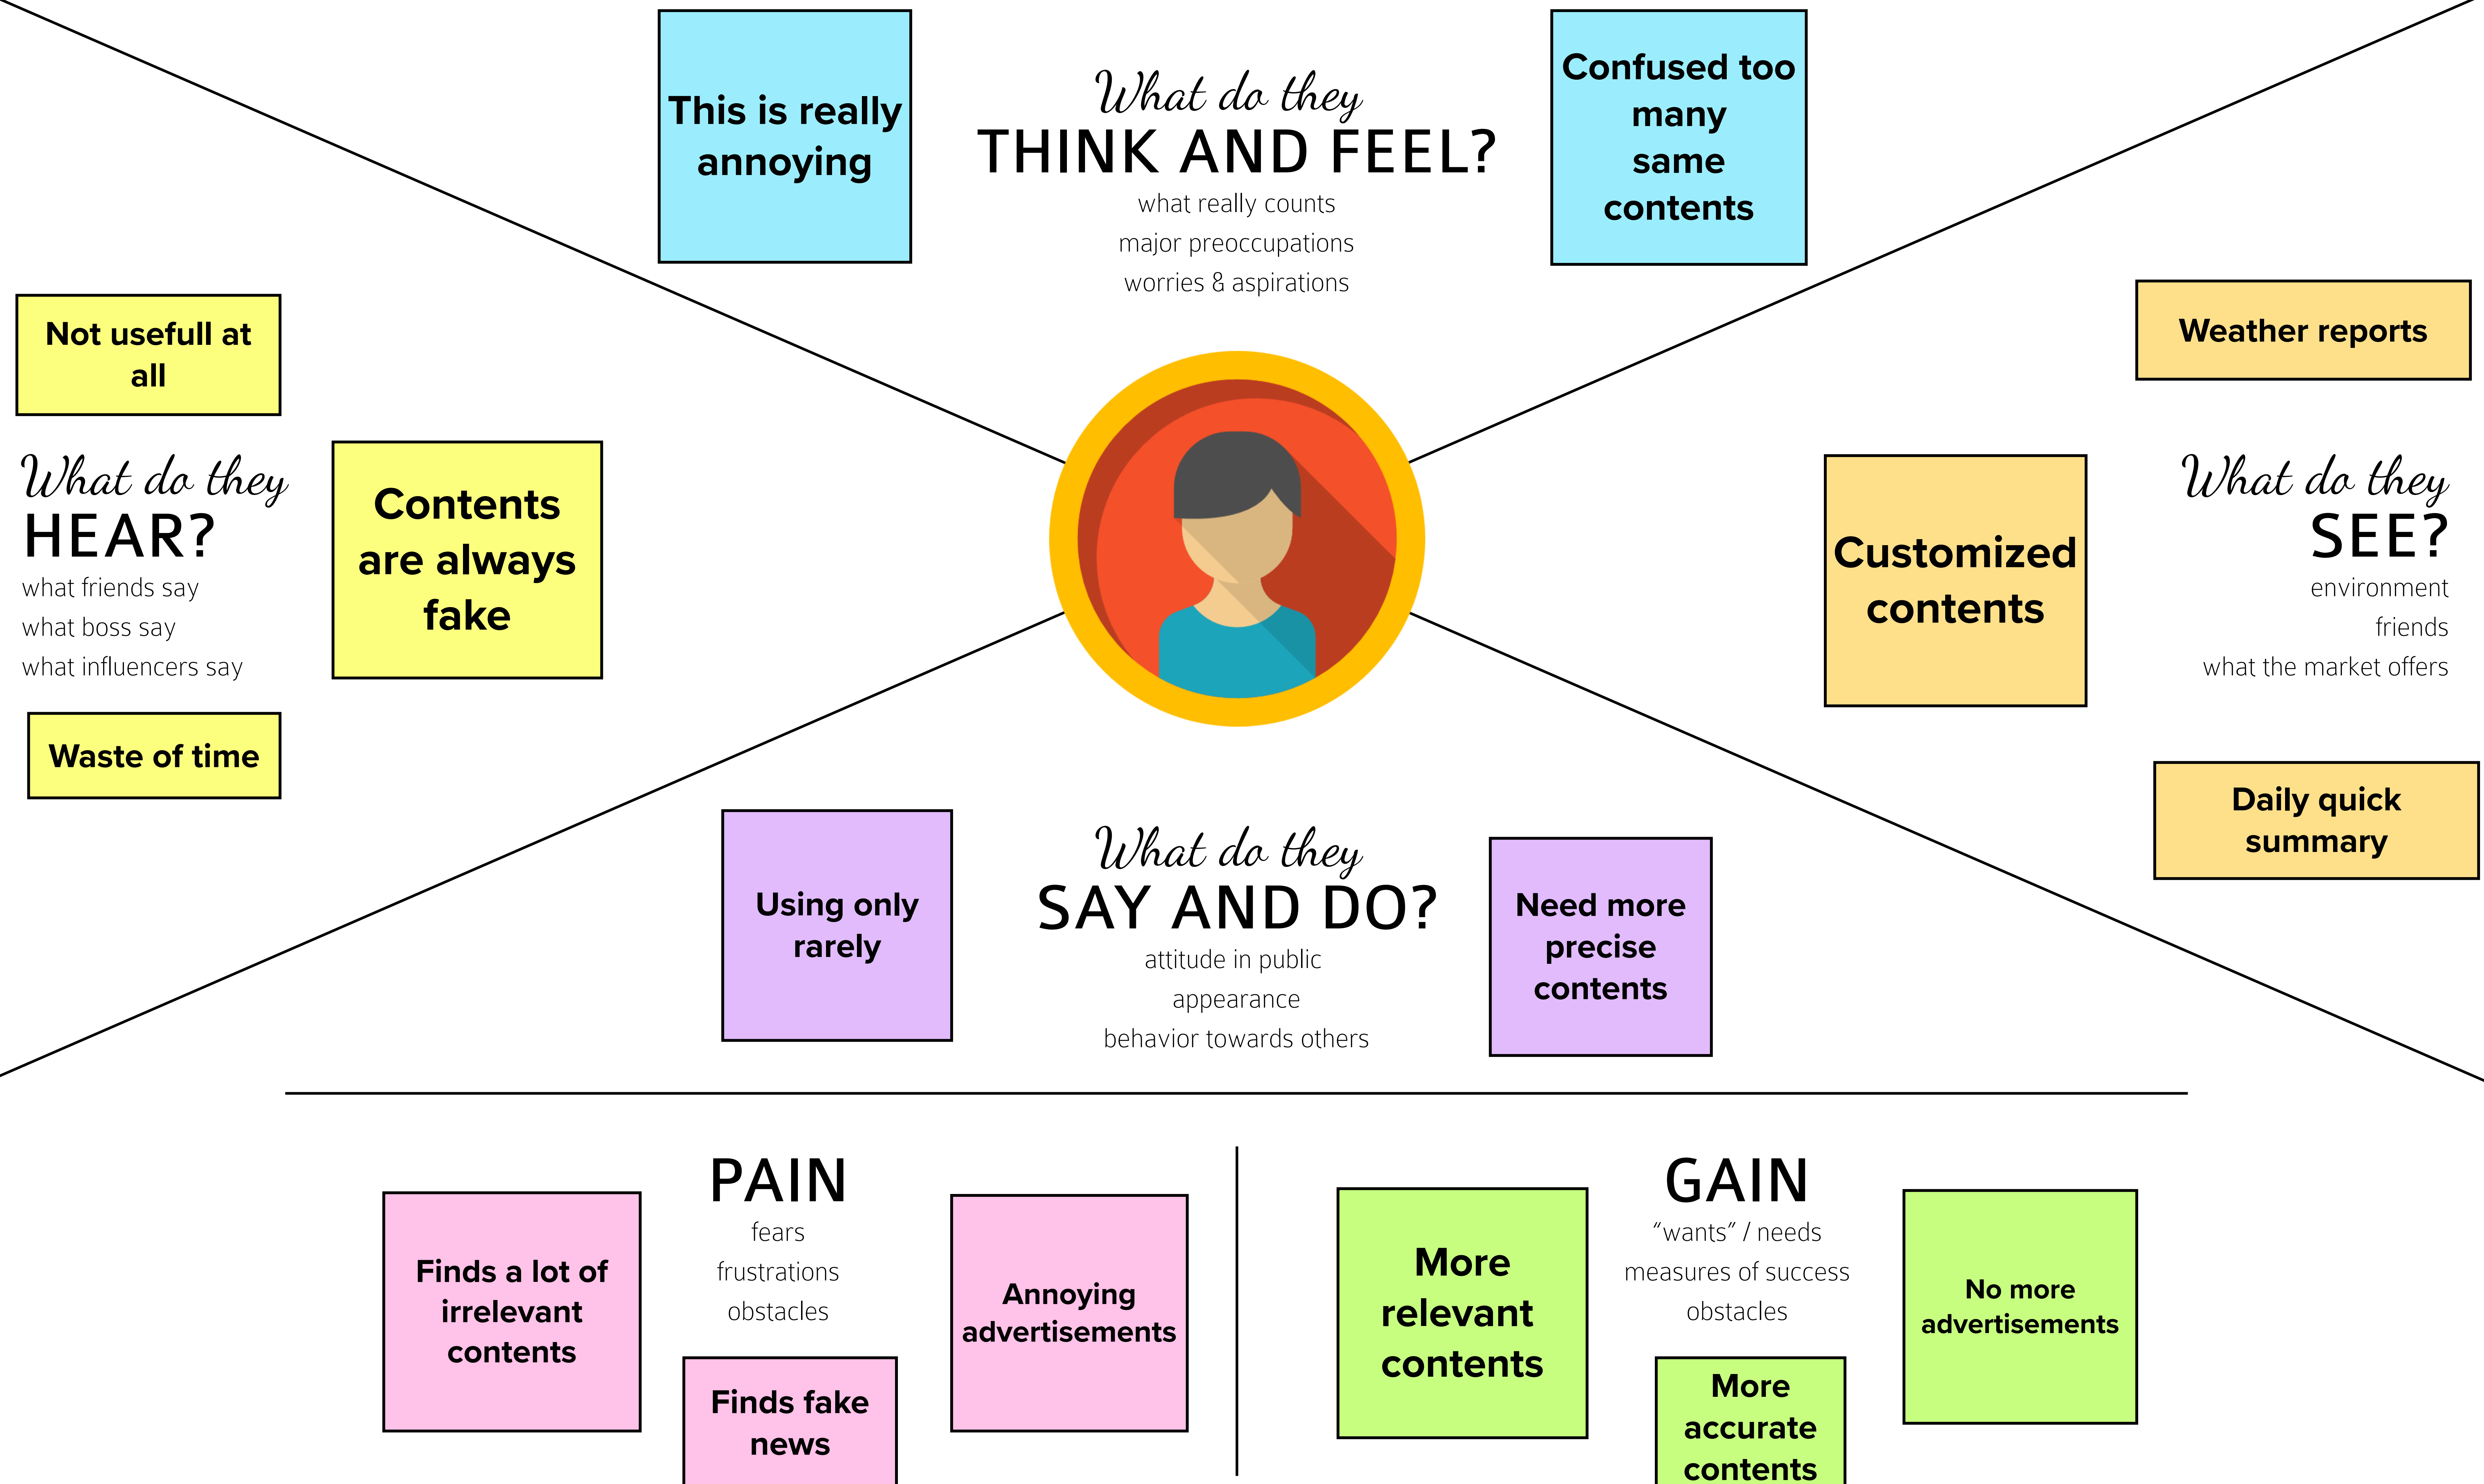 This is really
annoying
What do they
THINK AND FEEL?
what really counts
major preoccupations
worries & aspirations
Confused too
many
same
contents
Not usefull at
all
What do they
HEAR?
what friends say
what boss say
what influencers say
Contents
are always
fake
Waste of time
Weather reports
Customized
contents
What do they
SEE?
environment
friends
what the market offers
Daily quick
summary
Using only
rarely
What do they
SAY AND DO?
attitude in public
appearance
behavior towards others
Need more
precise
contents
PAIN
fears
frustrations
obstacles
Finds a lot of
irrelevant
contents
Finds fake
news
Annoying
advertisements
GAIN
“wants” / needs
measures of success
obstacles
More
relevant
contents
More
accurate
contents
No more
advertisements